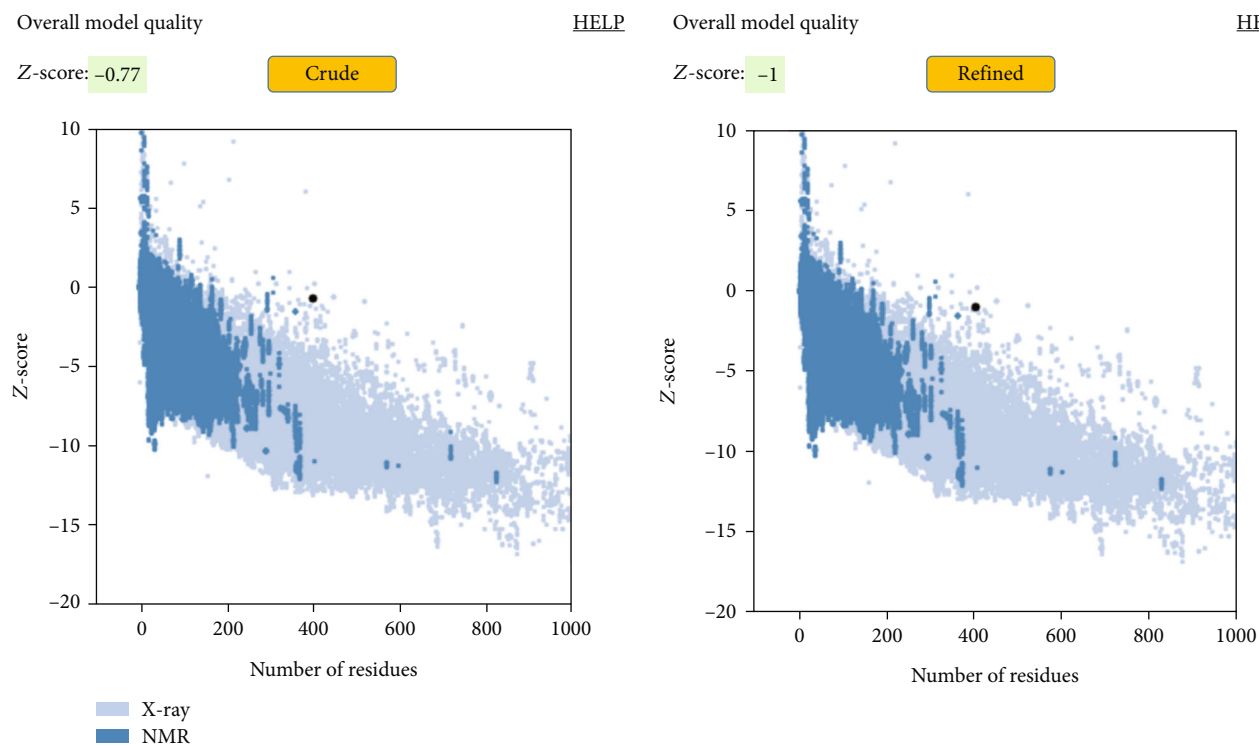 Overall model quality HELP
Z-score: –0.77 Crude
10
5
0
–5
–10
–15
–20
Z-score
0 200 400 600 800 1000
Number of residues
X-ray
NMR
Overall model quality HE
Z-score: –1 Refined
10
5
0
–5
–10
–15
–20
Z-score
0 200 400 600 800 1000
Number of residues